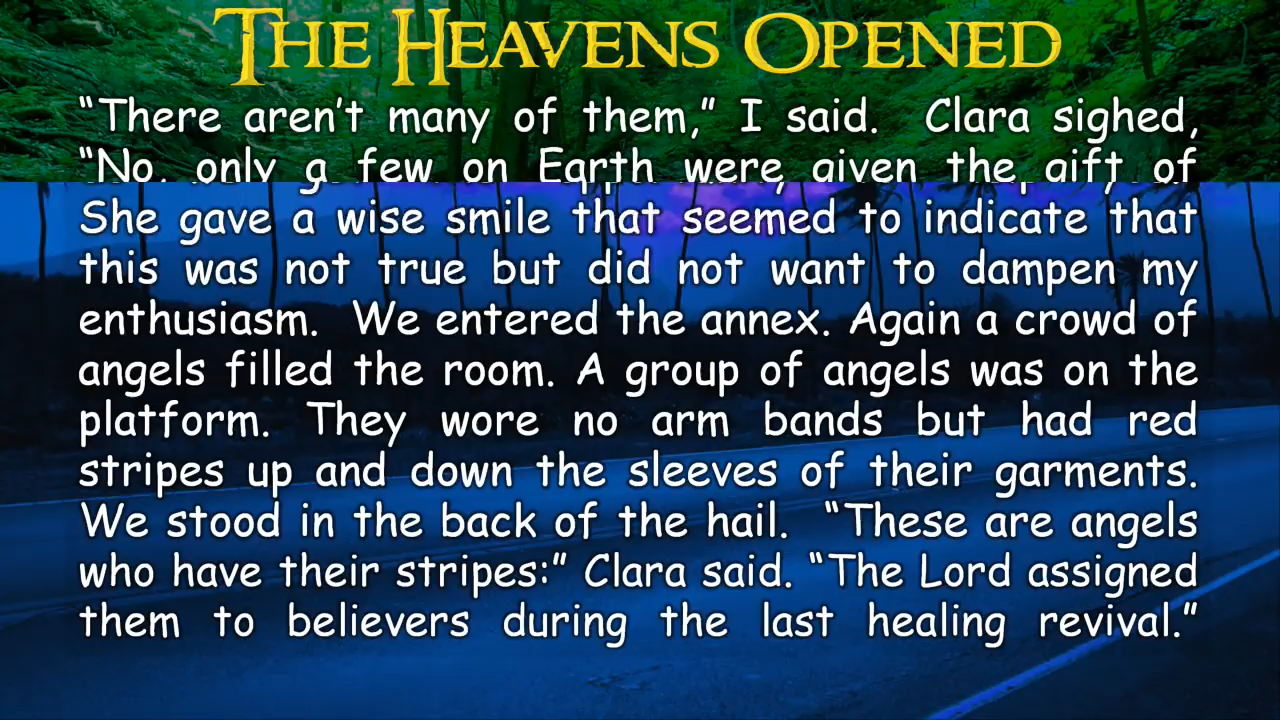 THE HEAVENS OPENED
“There aren’t many of them,” I said. Clara sighed,
“No, only a few on Earth were given the gift of
She gave a wise smile that seemed to indicate that
this was not true but did not want to dampen my
enthusiasm. We entered the annex. Again a crowd of
angels filled the room. A group of angels was on the
platform. They wore no arm bands but had red
stripes up and down the sleeves of their garments.
We stood in the back of the hail. “These are angels
who have their stripes:” Clara said. “The Lord assigned
them to believers during the last healing revival.”